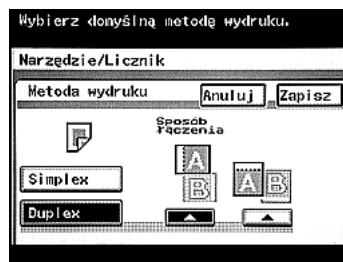 Wybierz domyślną metodę wydruku.
Narzędzie/Licznik
Metoda wydruku
Anuluj
Zapisz
Sposób
łączenia
Simplex
Duplex
A
B
A
B